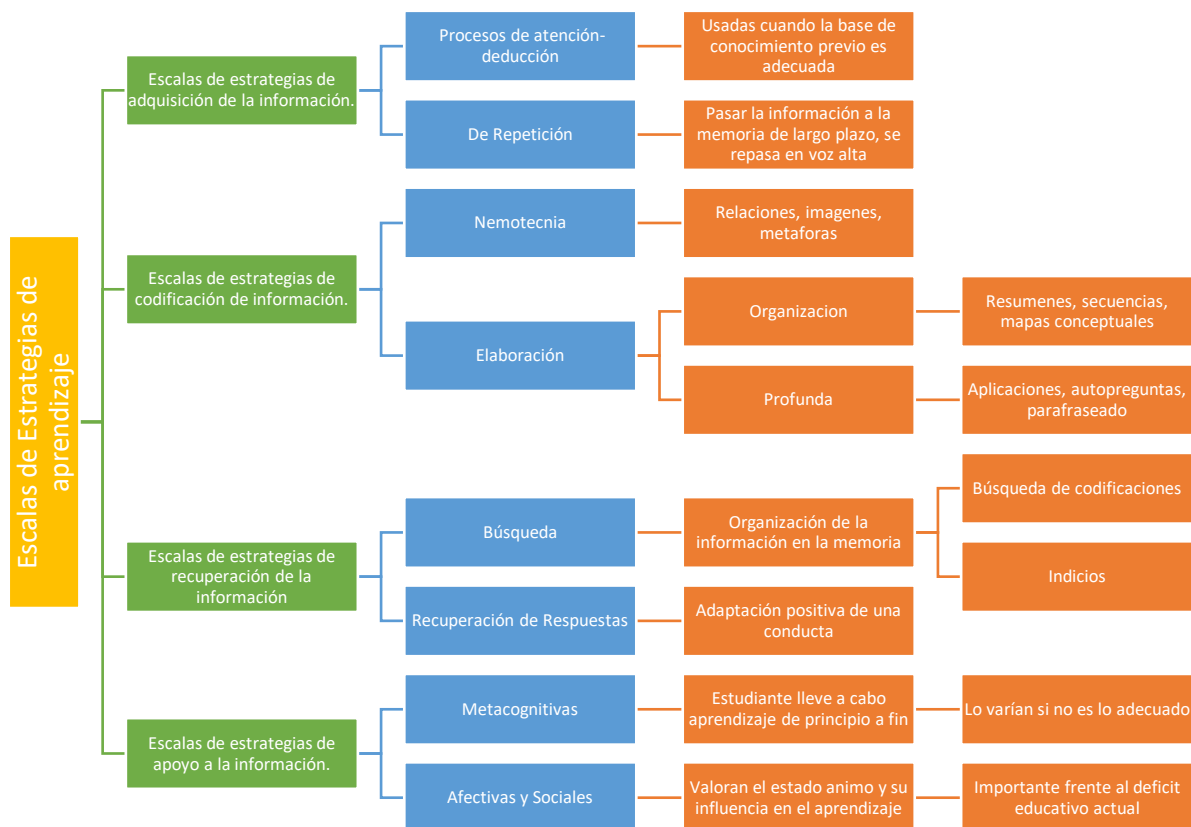 Escalas de Estrategias de
aprendizaje
Escalas de estrategias de
adquisición de la información.
Procesos de atención-
deducción
Usadas cuando la base de
conocimiento previo es
adecuada
De Repetición
Pasar la información a la
memoria de largo plazo, se
repasa en voz alta
Escalas de estrategias de
codificación de información.
Nemotecnia
Relaciones, imagenes,
metaforas
Elaboración
Organizacion
Resumenes, secuencias,
mapas conceptuales
Profunda
Aplicaciones, autopreguntas,
parafraseado
Escalas de estrategias de
recuperación de la
información
Búsqueda
Organización de la
información en la memoria
Búsqueda de codificaciones
Indicios
Recuperación de Respuestas
Adaptación positiva de una
conducta
Escalas de estrategias de
apoyo a la información.
Metacognitivas
Estudiante lleve a cabo
aprendizaje de principio a fin
Lo varían si no es lo adecuado
Afectivas y Sociales
Valoran el estado animo y su
influencia en el aprendizaje
Importante frente al deficit
educativo actual